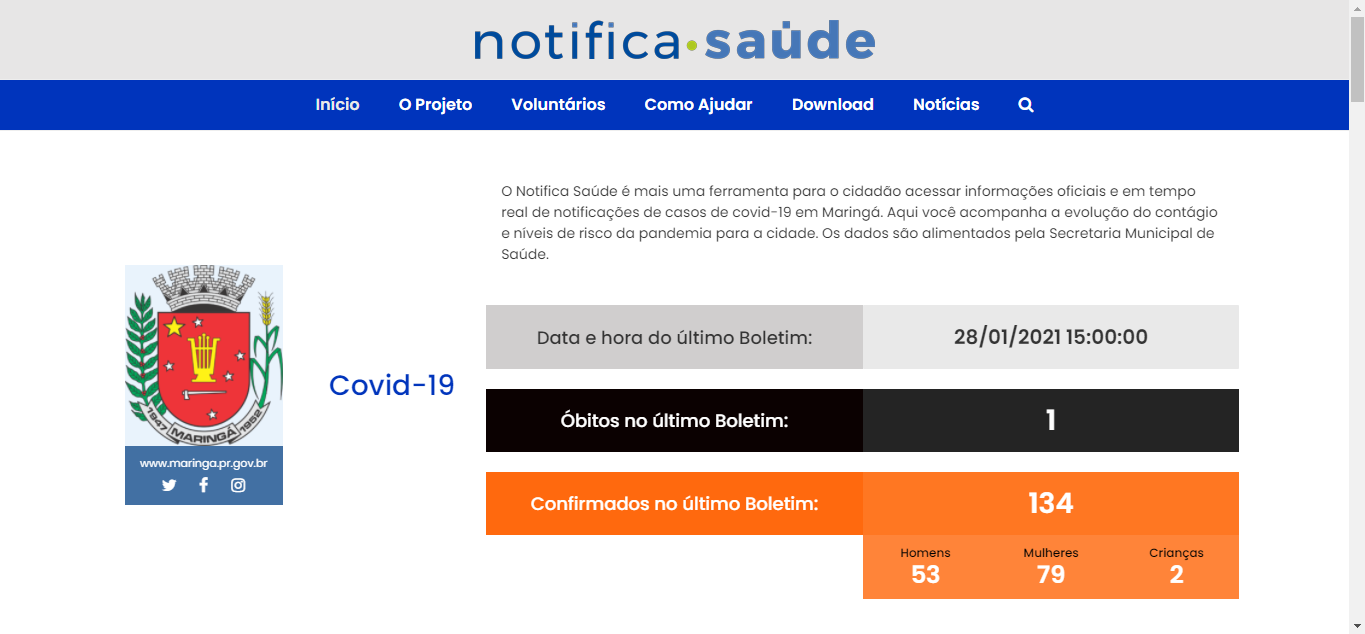 notifica saúde
Início O Projeto Voluntários Como Ajudar Download Notícias
O Notifica Saúde é mais uma ferramenta para o cidadão acessar informações oficiais e em tempo
real de notificações de casos de covid-19 em Maringá. Aqui você acompanha a evolução do contágio
e níveis de risco da pandemia para a cidade. Os dados são alimentados pela Secretaria Municipal de
Saúde.
1947 MARINGÁ 1952
www.maringa.pr.gov.br
Covid-19
Data e hora do último Boletim: 28/01/2021 15:00:00
Óbitos no último Boletim: 1
Confirmados no último Boletim: 134
Homens Mulheres Crianças
53 79 2